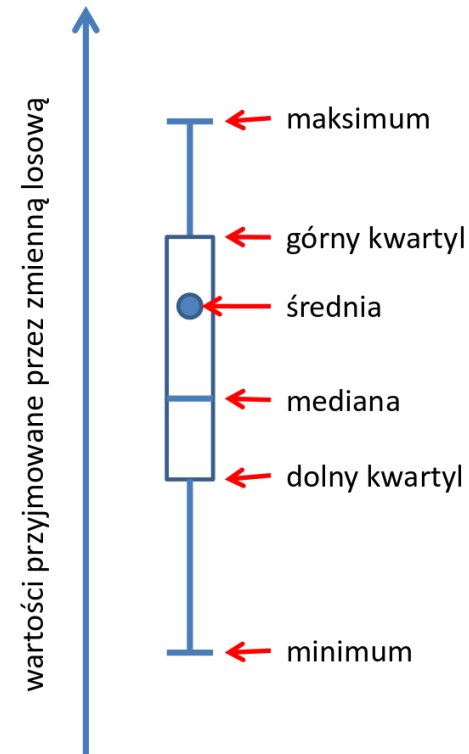 wartości przyjmowane przez zmienną losową
maksimum
górny kwartyl
średnia
mediana
dolny kwartyl
minimum